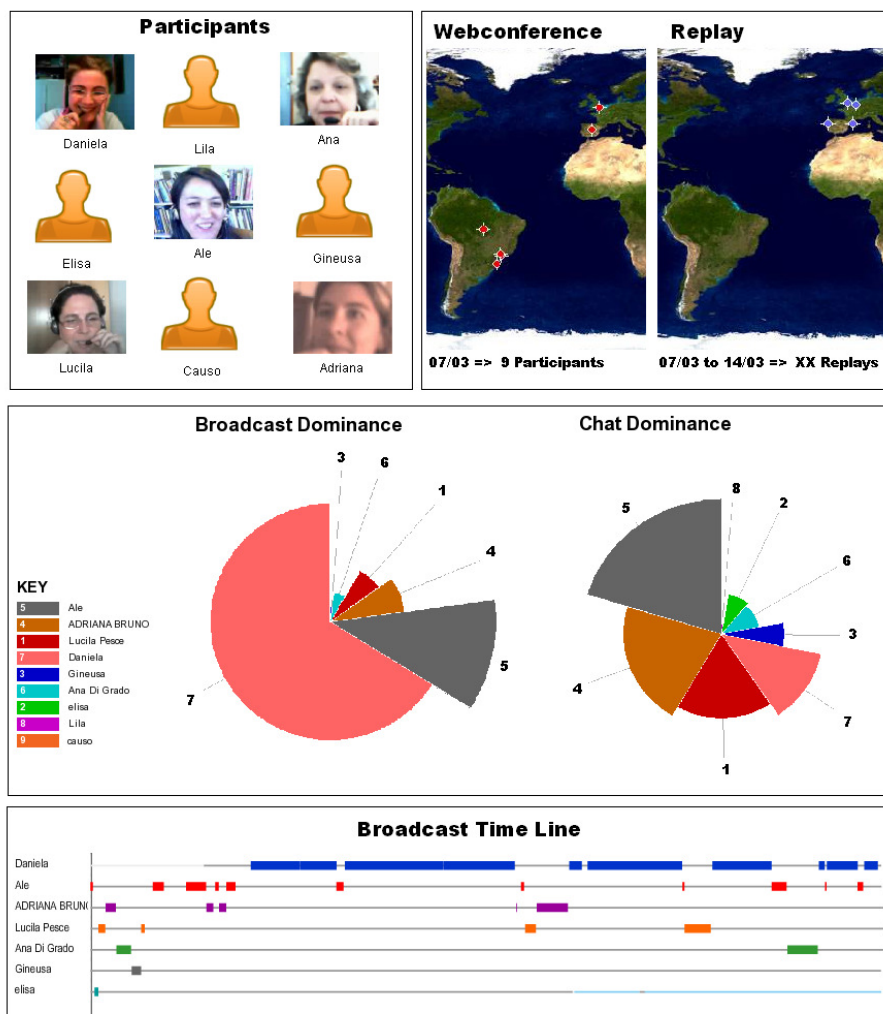 Participants
Daniela
Lila
Ana
Elisa
Ale
Gineusa
Lucila
Causo
Adriana
Webconference
Replay
07/03 => 9 Participants
07/03 to 14/03 => XX Replays
Broadcast Dominance
3
6
1
4
5
7
Chat Dominance
5
8
2
6
3
7
1
4
KEY
5 Ale
4 ADRIANA BRUNO
1 Lucila Pesce
7 Daniela
3 Gineusa
6 Ana Di Grado
2 elisa
8 Lila
9 causo
Broadcast Time Line
Daniela
Ale
ADRIANA BRUN
Lucila Pesce
Ana Di Grado
Gineusa
elisa